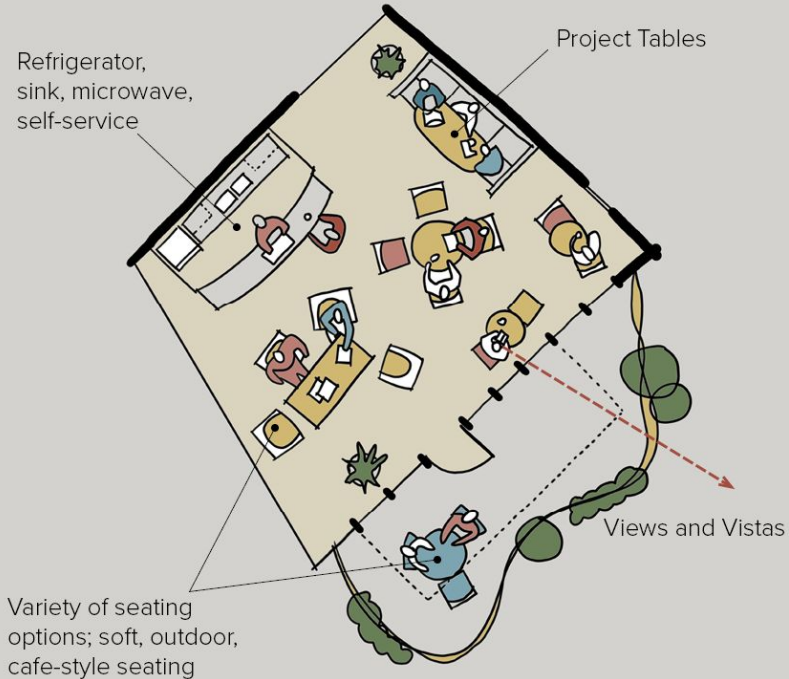 Project Tables
Refrigerator,
sink, microwave,
self-service
Views and Vistas
Variety of seating
options; soft, outdoor,
cafe-style seating